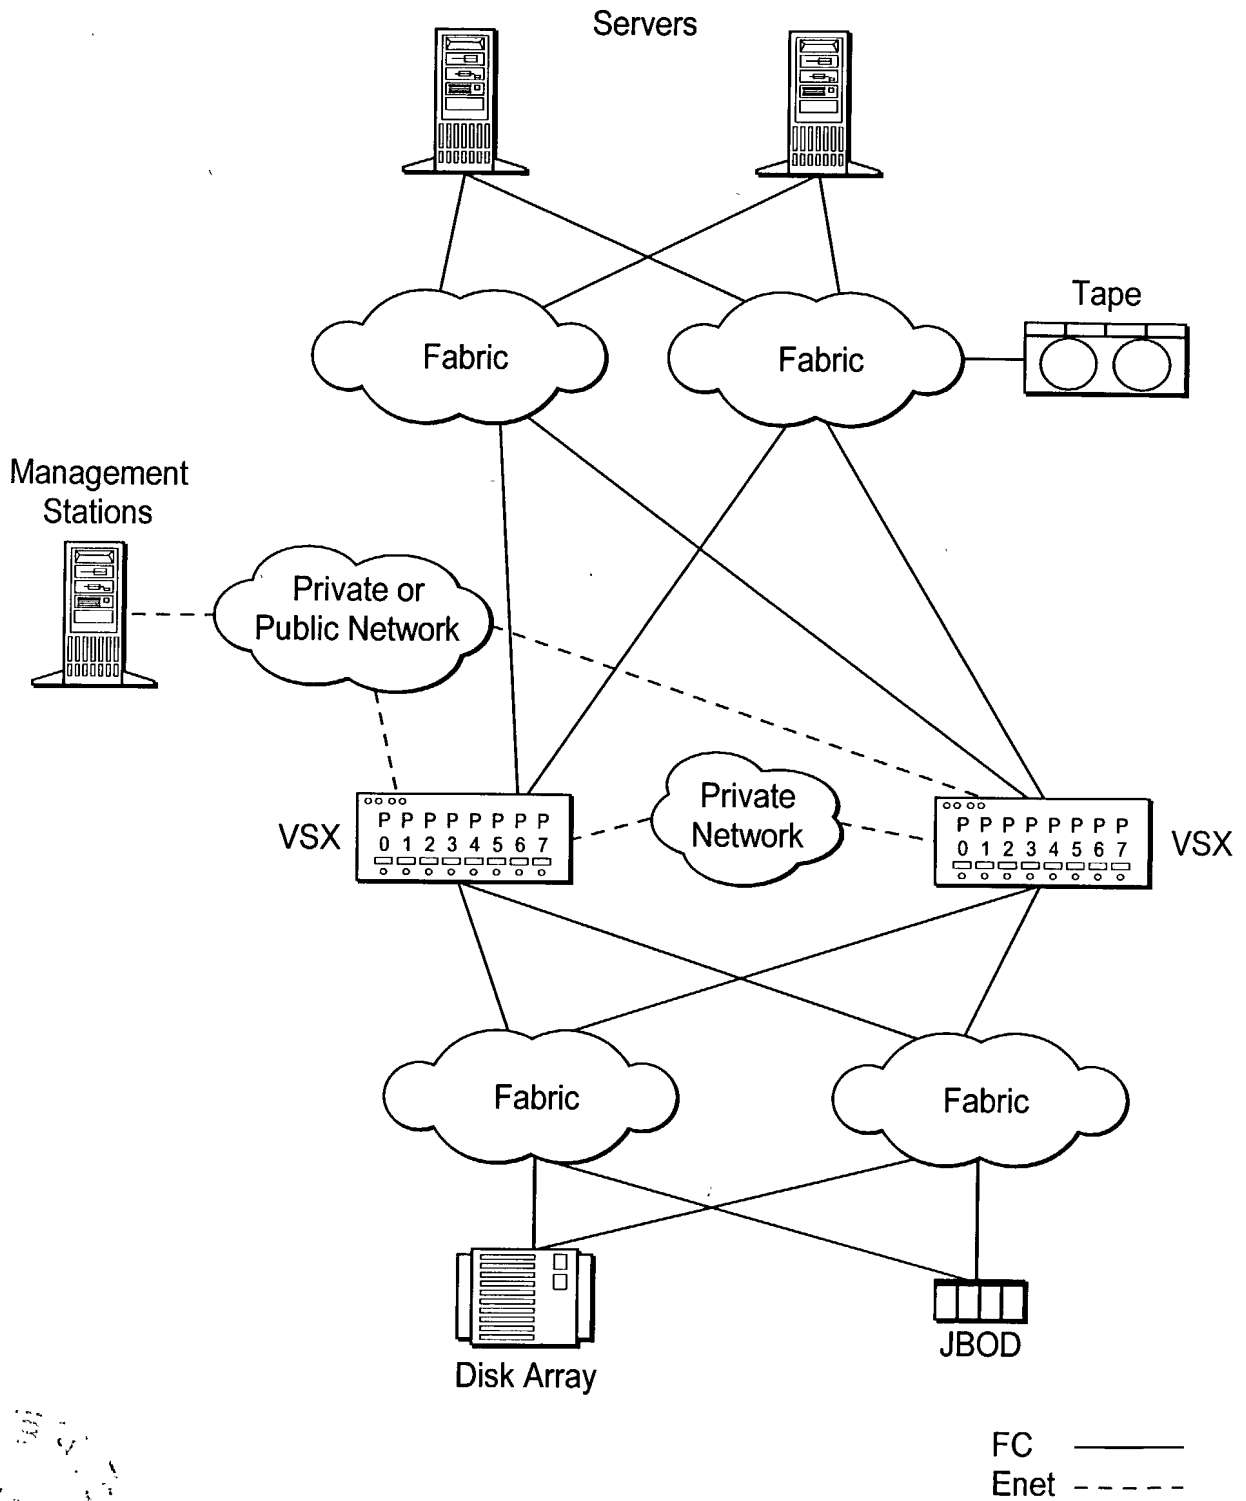 Servers
Tape
Fabric
Fabric
Management
Stations
Private or
Public Network
Private
Network
VSX
P P P P P P P P
0 1 2 3 4 5 6 7
P P P P P P P P
0 1 2 3 4 5 6 7
VSX
Fabric
Fabric
Disk Array
JBOD
FC
Enet